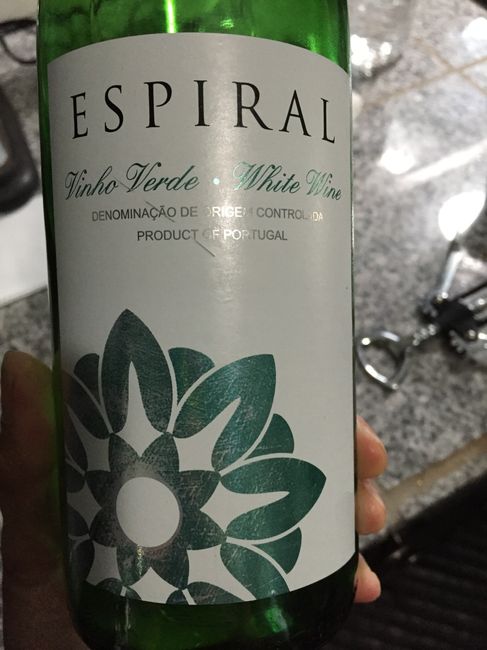 ESPIRAL
Vinho Verde • White Wine
DENOMINAÇÃO DE ORIGEM CONTROLADA
PRODUCT OF PORTUGAL